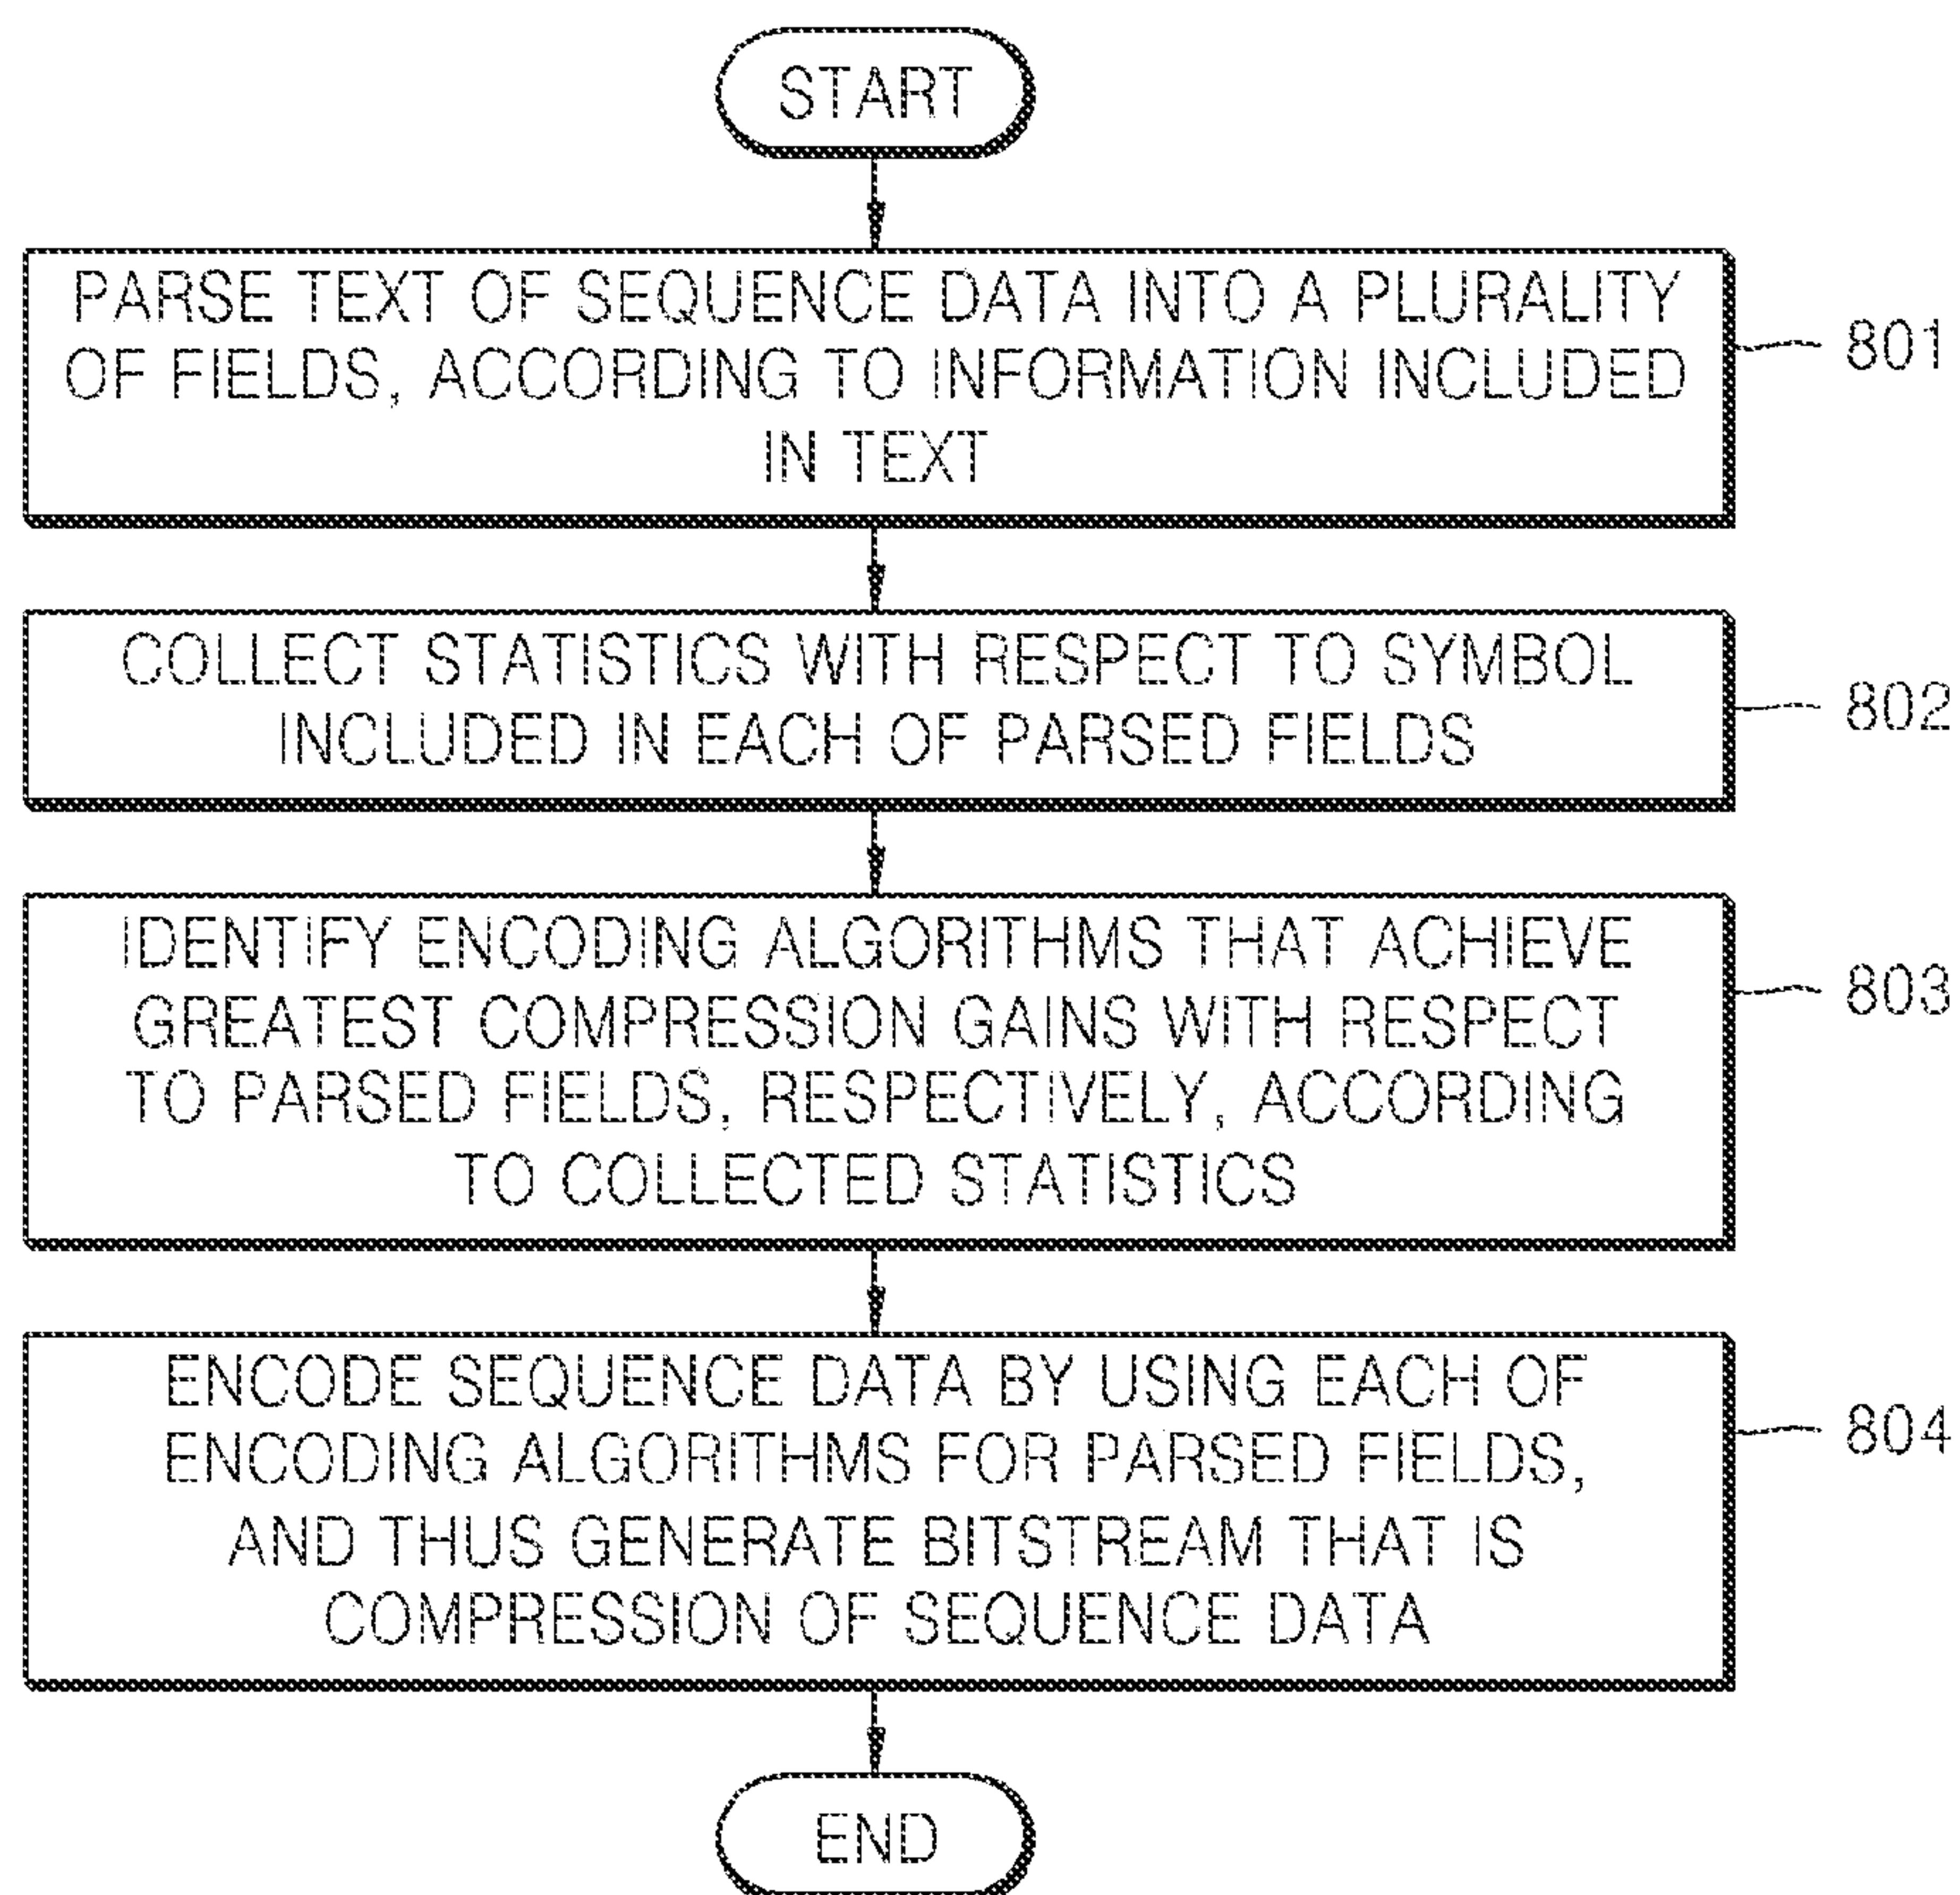 START
PARSE TEXT OF SEQUENCE DATA INTO A PLURALITY
OF FIELDS, ACCORDING TO INFORMATION INCLUDED
IN TEXT
801
COLLECT STATISTICS WITH RESPECT TO SYMBOL
INCLUDED IN EACH OF PARSED FIELDS
802
IDENTIFY ENCODING ALGORITHMS THAT ACHIEVE
GREATEST COMPRESSION GAINS WITH RESPECT
TO PARSED FIELDS, RESPECTIVELY, ACCORDING
TO COLLECTED STATISTICS
803
ENCODE SEQUENCE DATA BY USING EACH OF
ENCODING ALGORITHMS FOR PARSED FIELDS,
AND THUS GENERATE BITSTREAM THAT IS
COMPRESSION OF SEQUENCE DATA
804
END